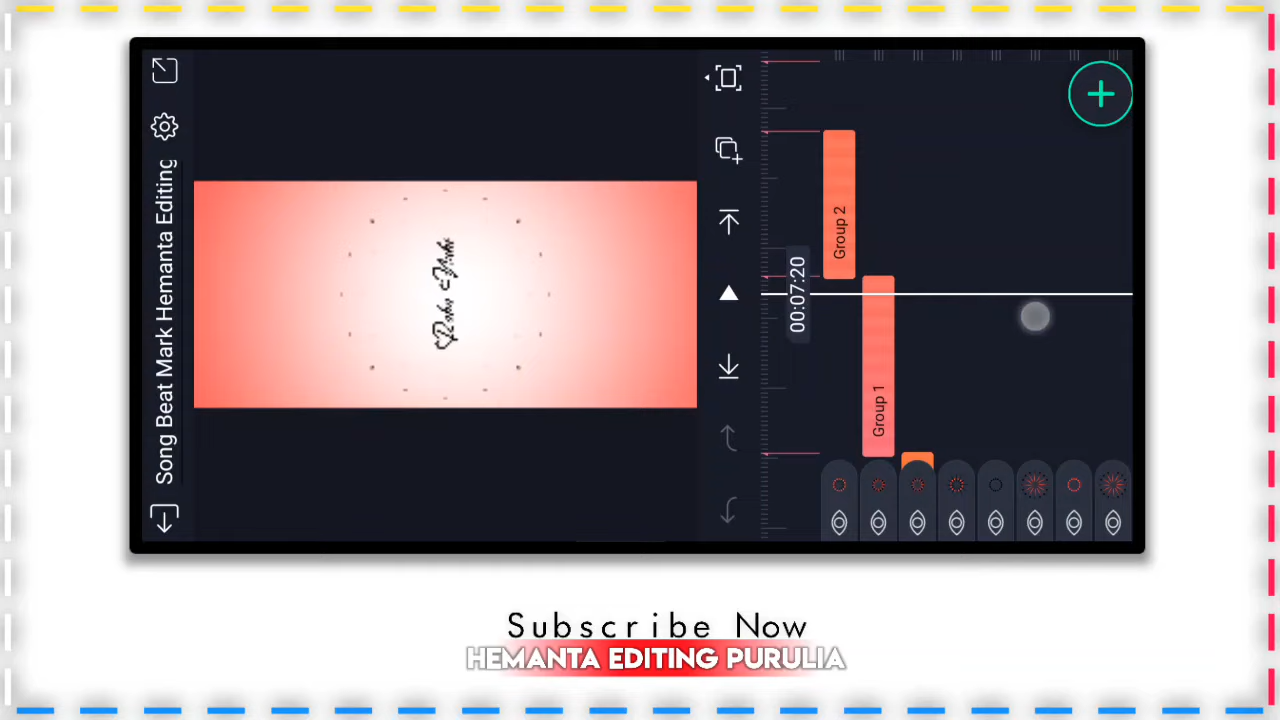 Song Beat Mark Hemanta Editing
00:07:20
Group 2
Group 1
Subscribe Now
HEMANTA EDITING PURULIA